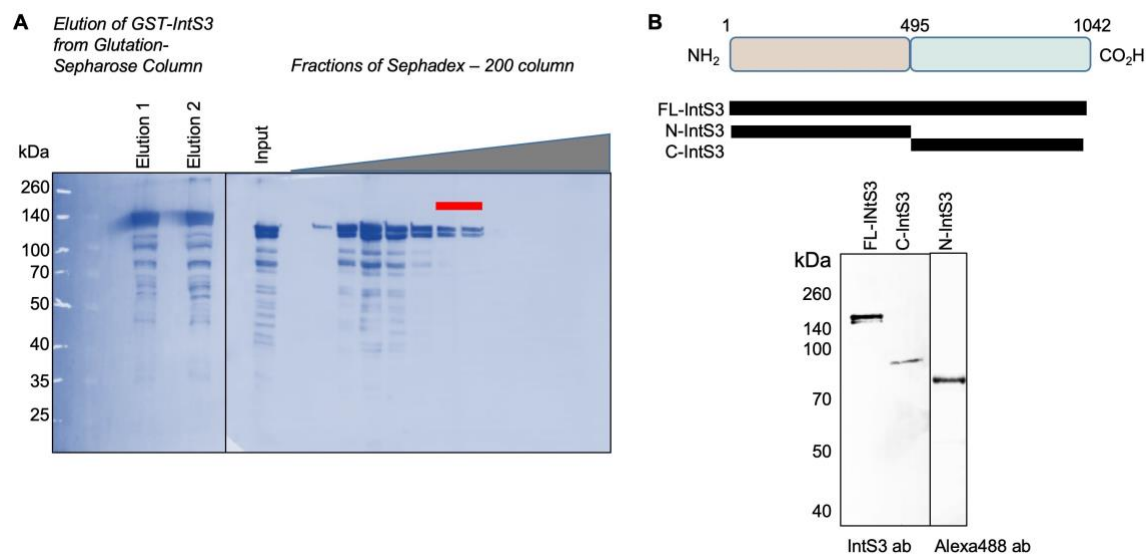 A
Elution of GST-IntS3
from Glutation-
Sepharose Column
Fractions of Sephadex – 200 column
kDa
Elution 1
Elution 2
Input
260
140
100
70
50
40
35
25
B
1 495 1042
NH2 CO2H
FL-IntS3
N-IntS3
C-IntS3
FL-INtS3
C-IntS3
N-IntS3
kDa
260
140
100
70
50
40
IntS3 ab Alexa488 ab